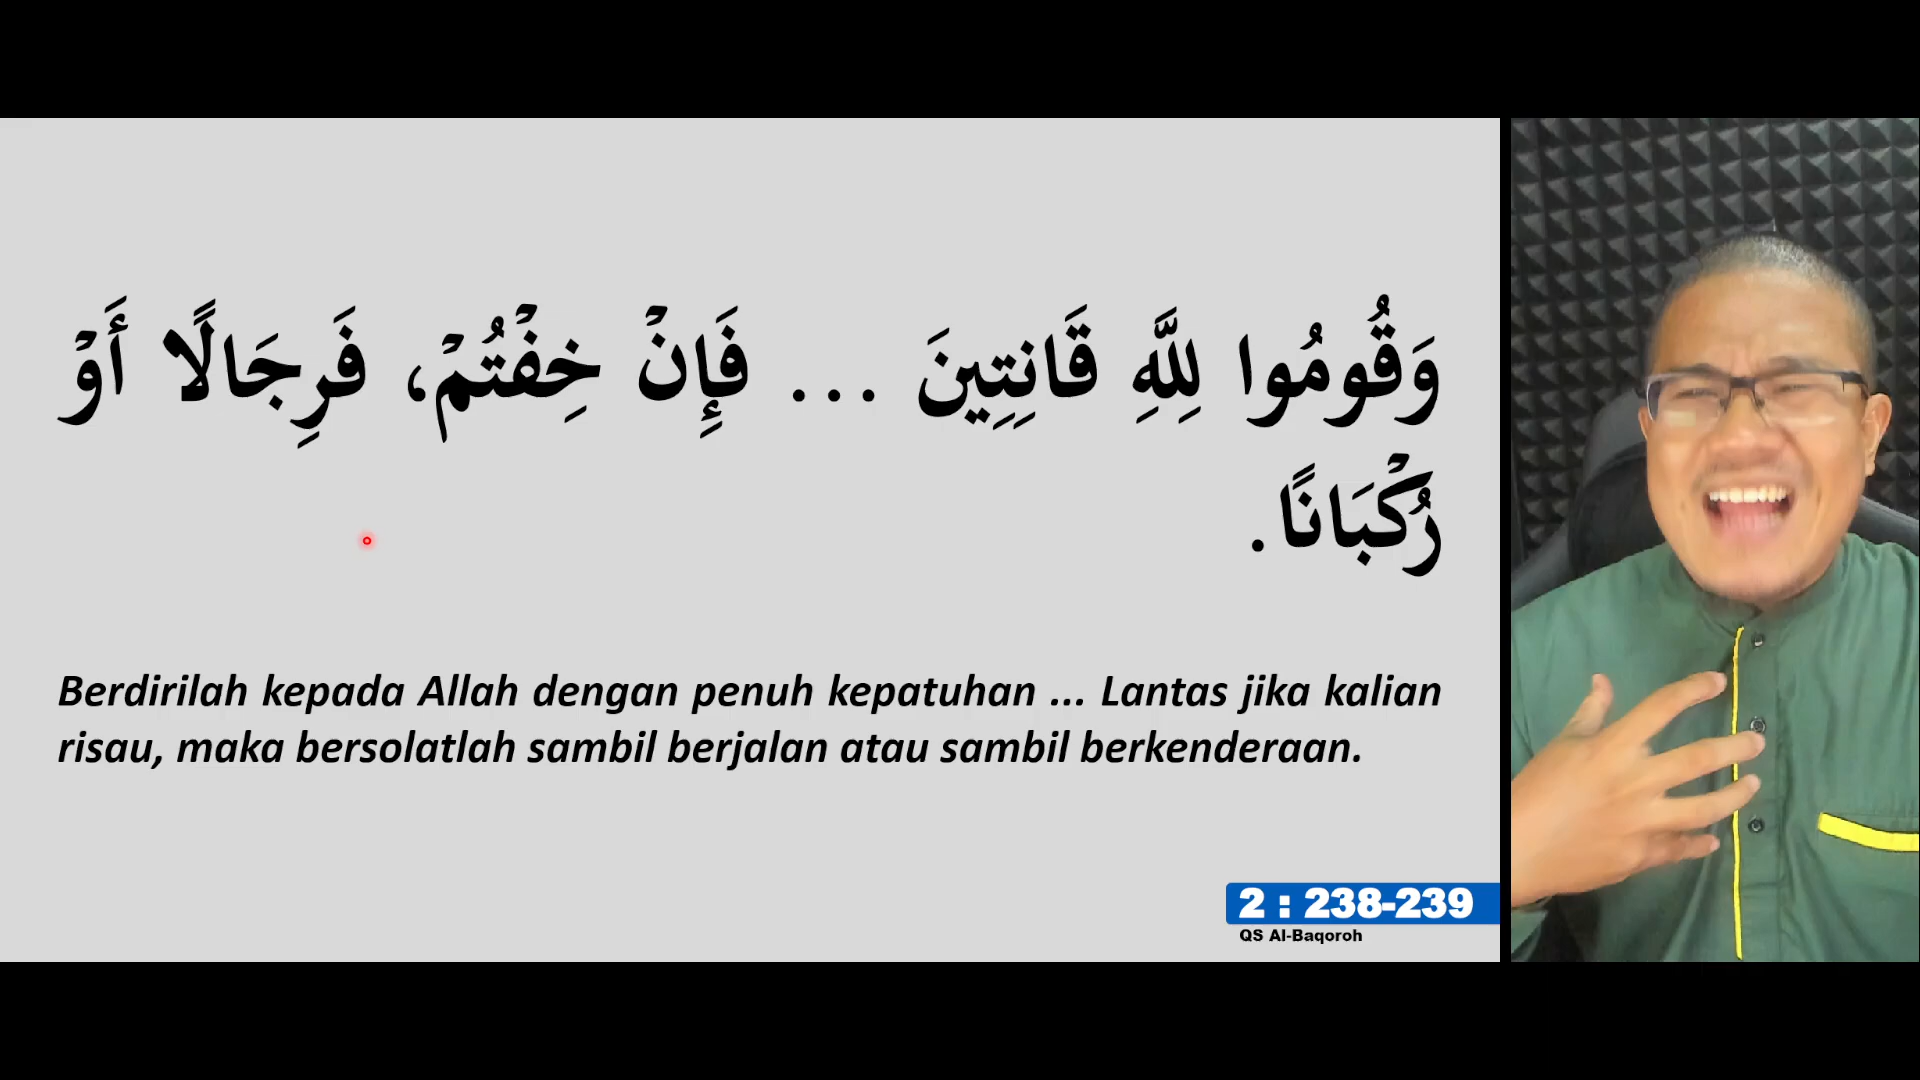 وَقُومُوا لِلَّهِ قَانِتِينَ ... فَإِنْ خِفْتُمْ، فَرِجَالًا أَوْ
رُكْبَانًا.
Berdirilah kepada Allah dengan penuh kepatuhan ... Lantas jika kalian
risau, maka bersolatlah sambil berjalan atau sambil berkenderaan.
2 : 238-239
QS Al-Baqoroh